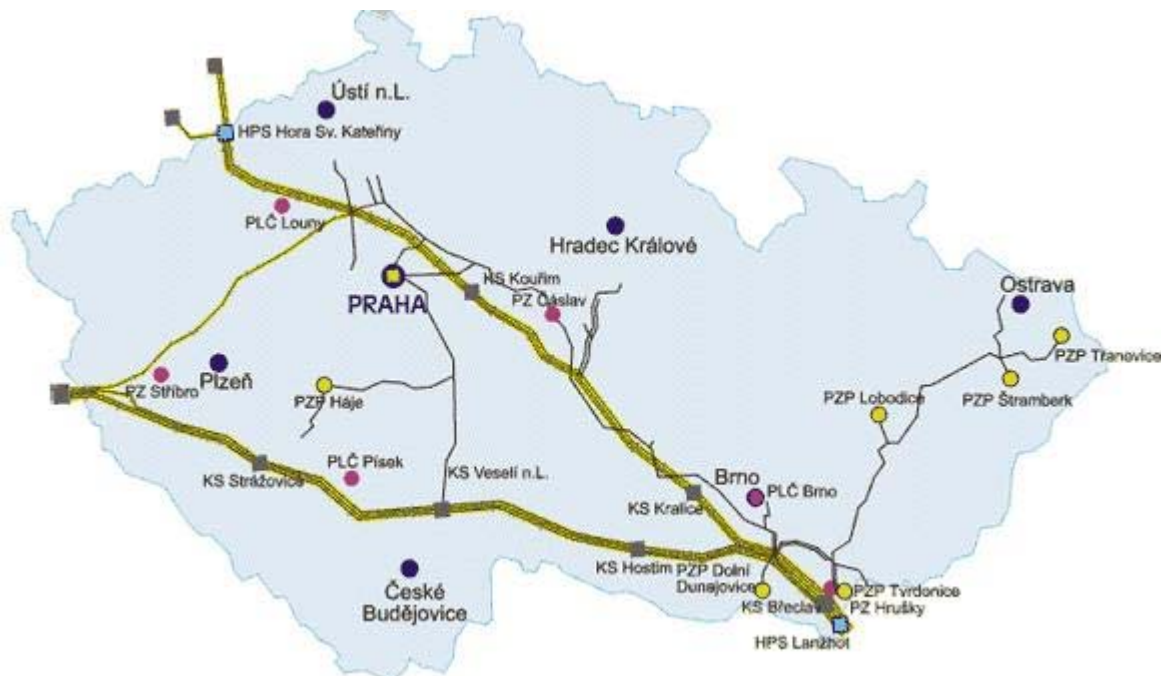 Ústí n.L.
HPS Hora Sv. Kateřiny
PLČ Louny
Hradec Králové
KS Kouřim
PZ Čáslav
PRAHA
Ostrava
PZP Třanovice
PZ Stříbro
Plzeň
PZP Háje
PZP Lobodice
PZP Štramberk
PLČ Písek
KS Strážovice
KS Veselí n.L.
Brno
PLČ Brno
KS Kralice
KS Hostim
PZP Dolní
Dunajovice
České
Budějovice
PZP Tvrdonice
KS Břeclav
PZ Hrušky
HPS Lanžhot